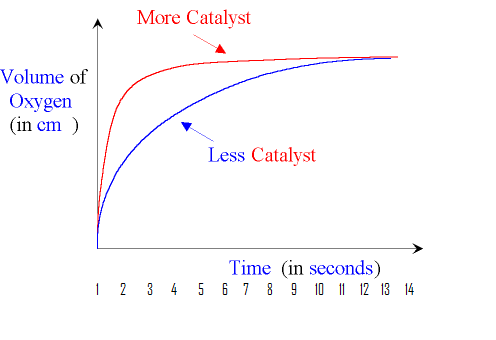 More Catalyst
Volume of
Oxygen
(in cm )
Less Catalyst
Time (in seconds)
1 2 3 4 5 6 7 8 9 10 11 12 13 14